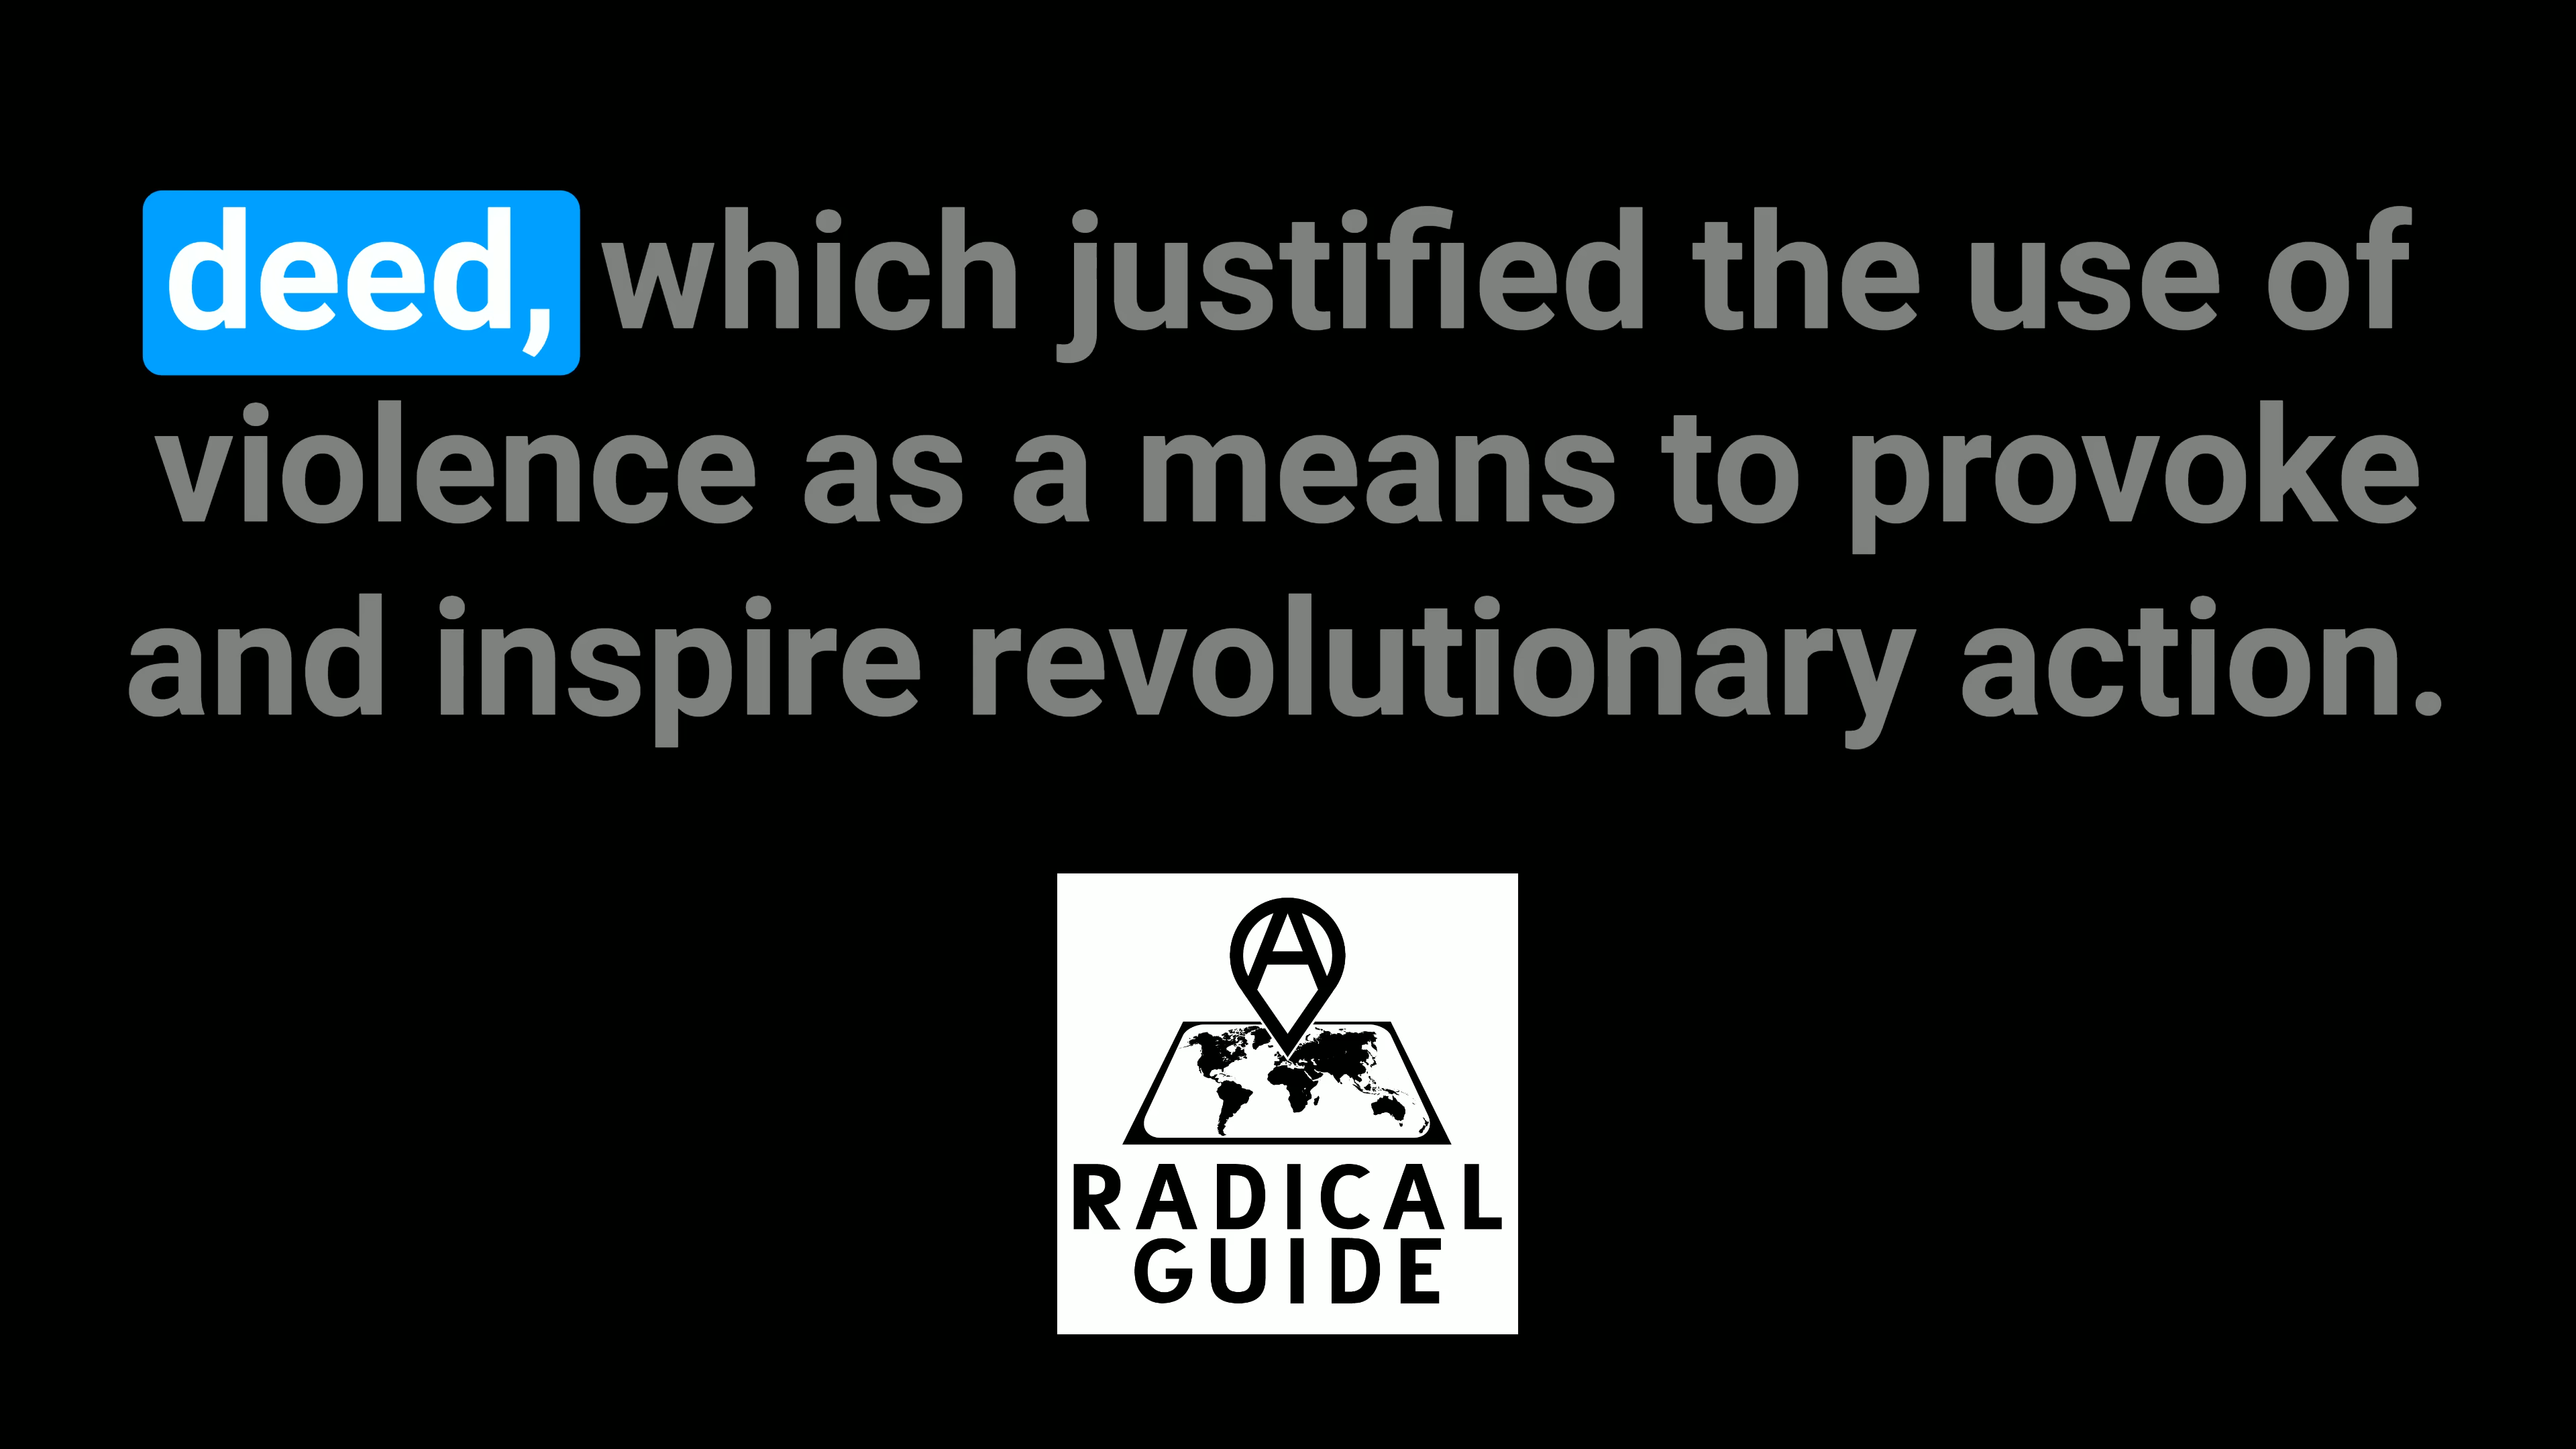 deed, which justified the use of
violence as a means to provoke
and inspire revolutionary action.
A
RADICAL
GUIDE